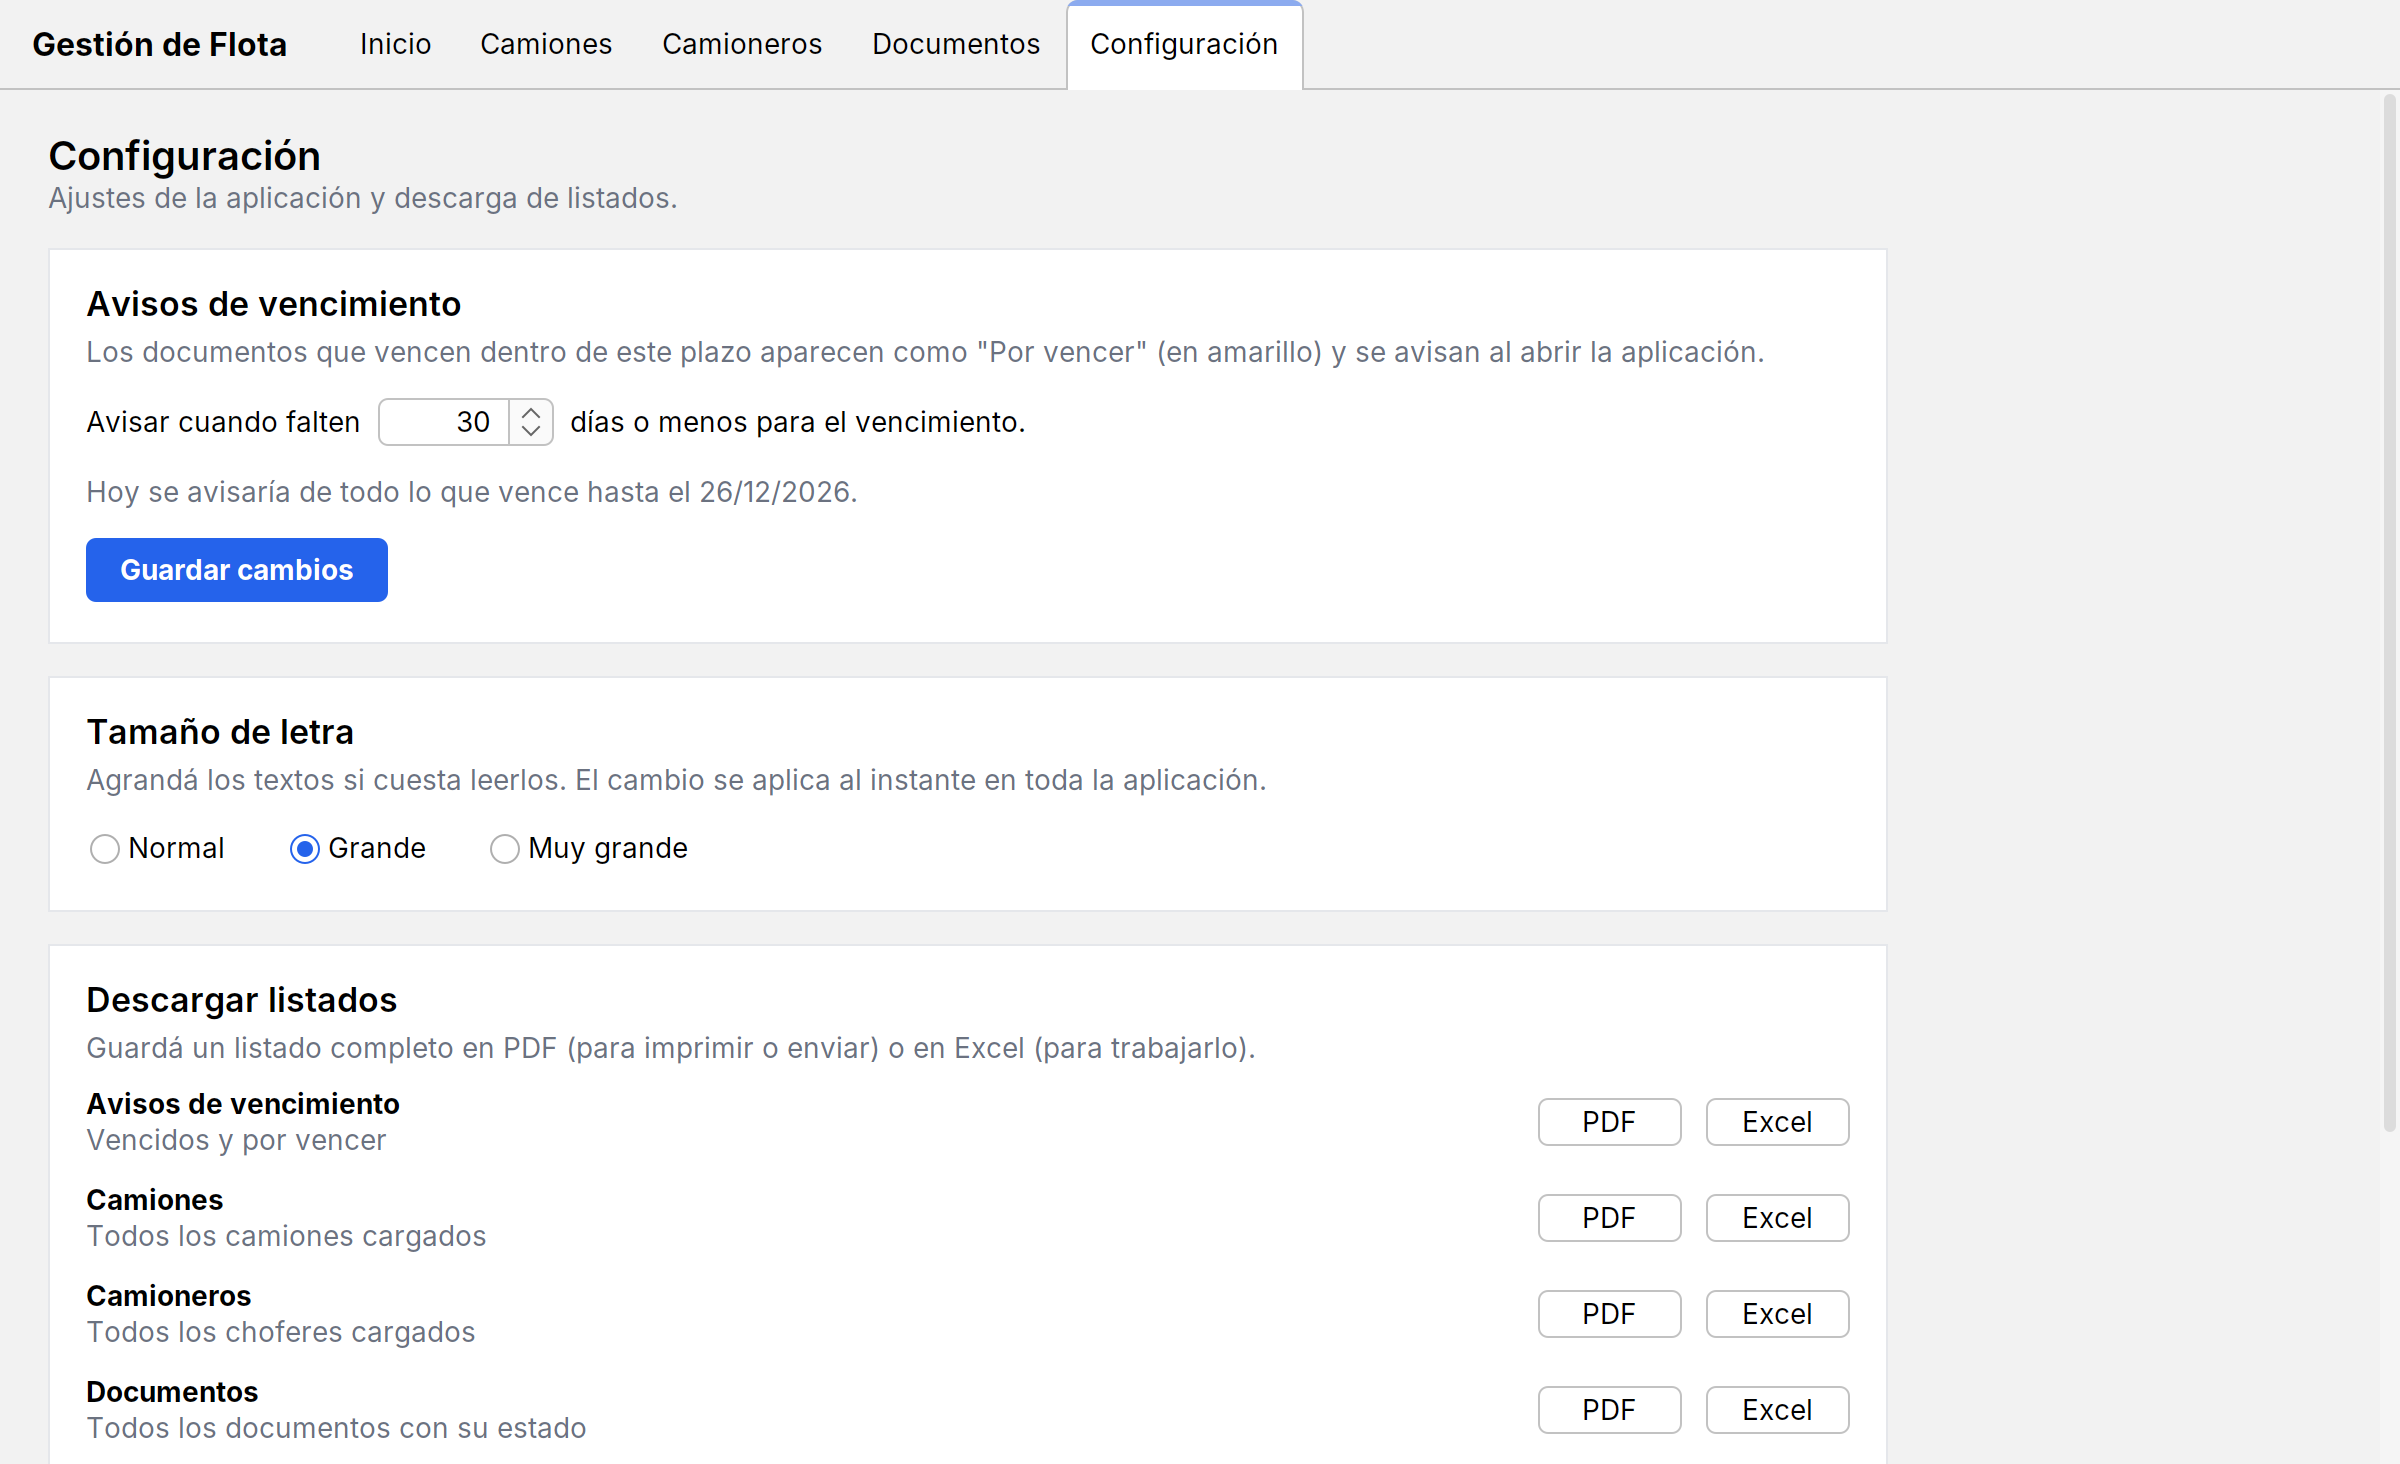 Gestión de Flota
Inicio
Camiones
Camioneros
Documentos
Configuración
Configuración
Ajustes de la aplicación y descarga de listados.
Avisos de vencimiento
Los documentos que vencen dentro de este plazo aparecen como "Por vencer" (en amarillo) y se avisan al abrir la aplicación.
Avisar cuando falten 30 días o menos para el vencimiento.
Hoy se avisaría de todo lo que vence hasta el 26/12/2026.
Guardar cambios
Tamaño de letra
Agrandá los textos si cuesta leerlos. El cambio se aplica al instante en toda la aplicación.
Normal
Grande
Muy grande
Descargar listados
Guardá un listado completo en PDF (para imprimir o enviar) o en Excel (para trabajarlo).
Avisos de vencimiento
Vencidos y por vencer
PDF
Excel
Camiones
Todos los camiones cargados
PDF
Excel
Camioneros
Todos los choferes cargados
PDF
Excel
Documentos
Todos los documentos con su estado
PDF
Excel